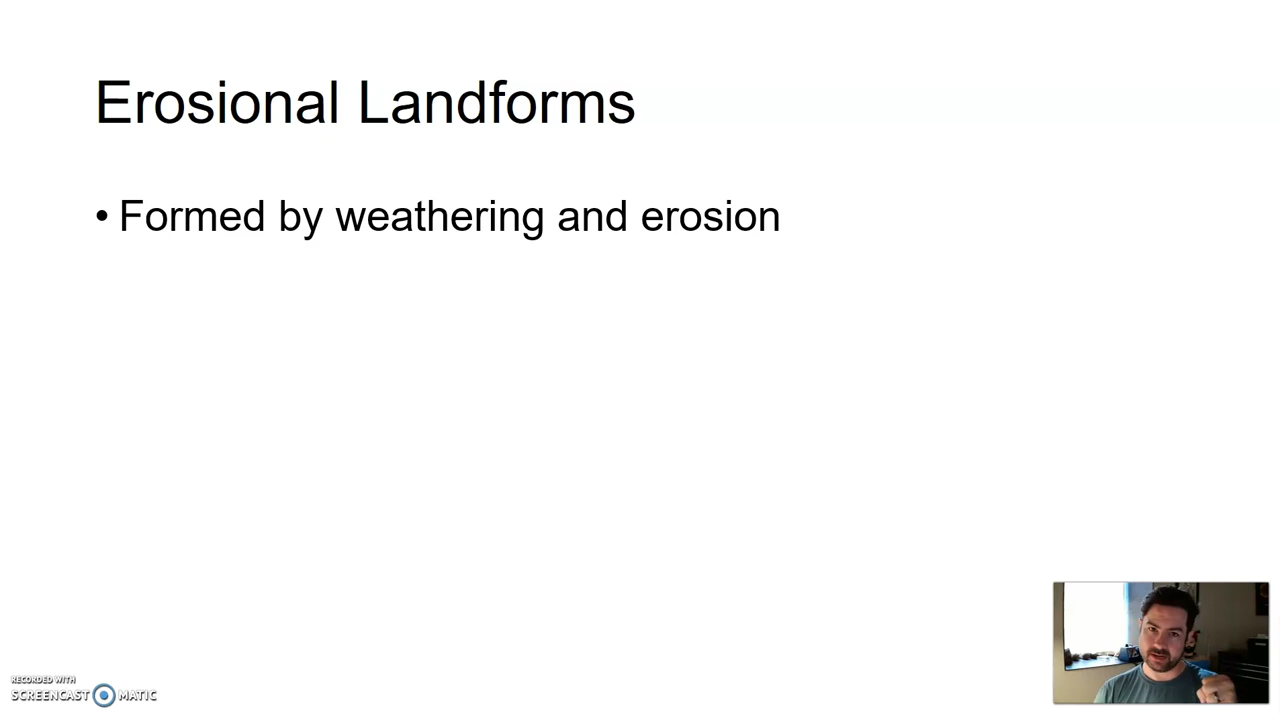 Erosional Landforms
• Formed by weathering and erosion
RECORDED WITH
SCREENCAST MATIC